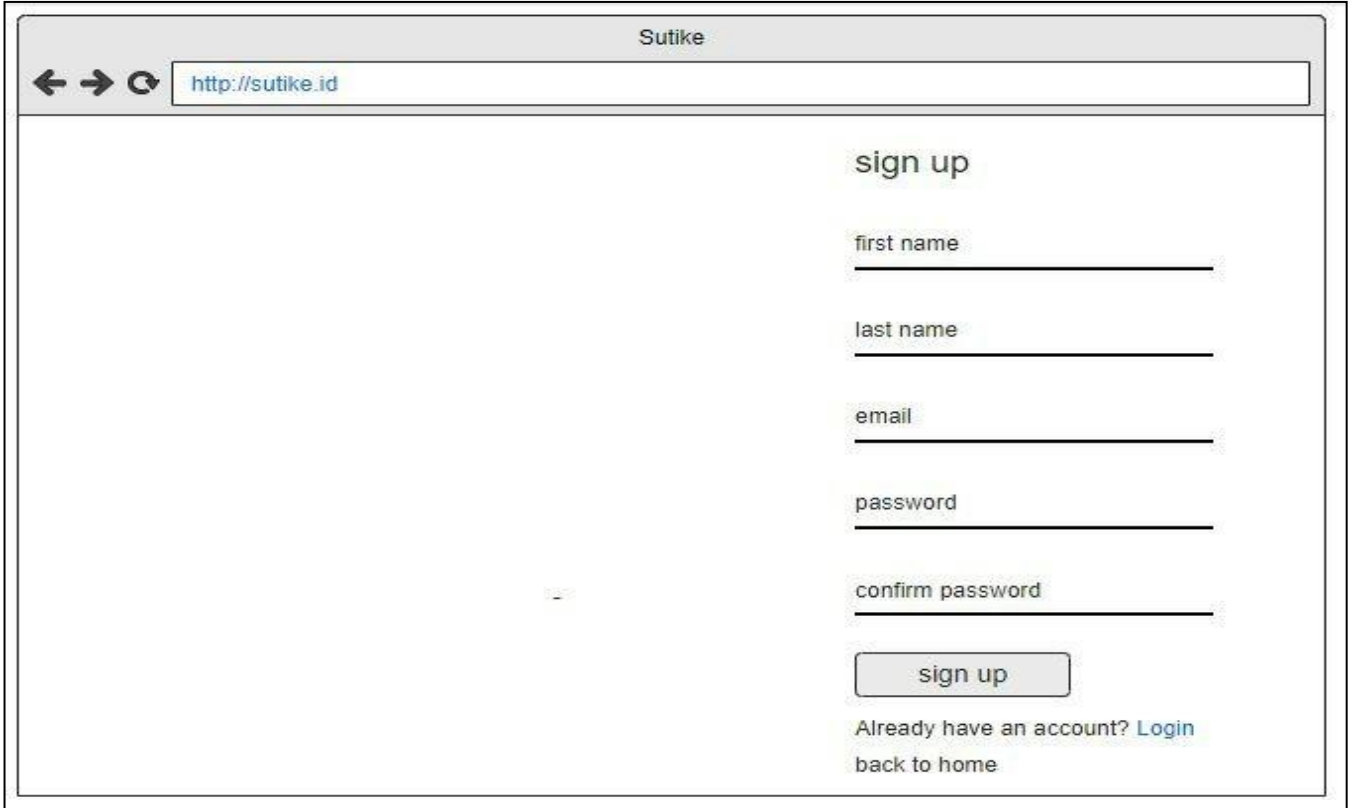 Sutike
http://sutike.id
sign up
first name
last name
email
password
confirm password
-
sign up
Already have an account? Login
back to home